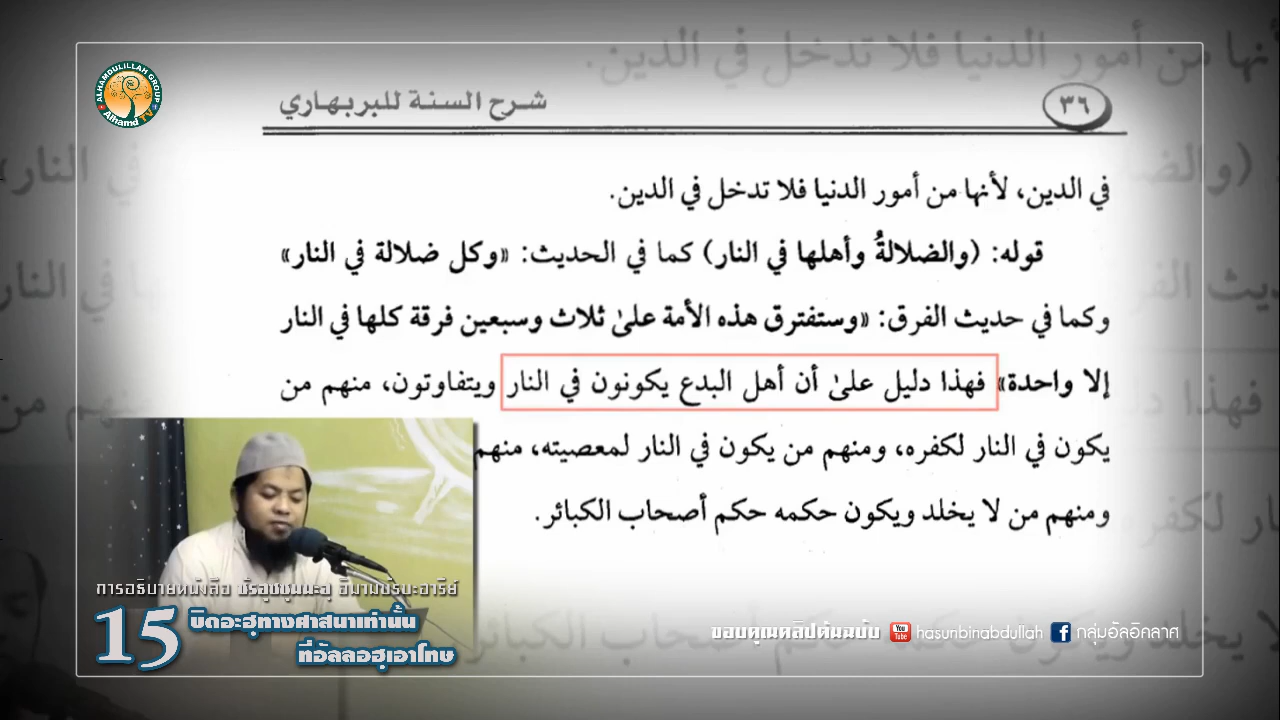 ALHAMDULILLAH GROUP
Alhamd TV
شرح السنة للبربهاري
٣٦
في الدين، لأنها من أمور الدنيا فلا تدخل في الدين.
قوله: (والضلالةُ وأهلها في النار) كما في الحديث: «وكل ضلالة في النار»
وكما في حديث الفرق: «وستفترق هذه الأمة علىٰ ثلاث وسبعين فرقة كلها في النار
إلا واحدة» فهذا دليل علىٰ أن أهل البدع يكونون في النار ويتفاوتون، منهم من
يكون في النار لكفره، ومنهم من يكون في النار لمعصيته، منهم
ومنهم من لا يخلد ويكون حكمه حكم أصحاب الكبائر.
การอธิบายหนังสือ ชัรฮุซซุนนะฮฺ อิมามบัรบะฮารีย์
15 บิดอะฮฺทางศาสนาเท่านั้น
ที่อัลลอฮฺเอาโทษ
ขอบคุณคลิปต้นฉบับ You Tube hasunbinabdullah f กลุ่มอัลอิคลาศ